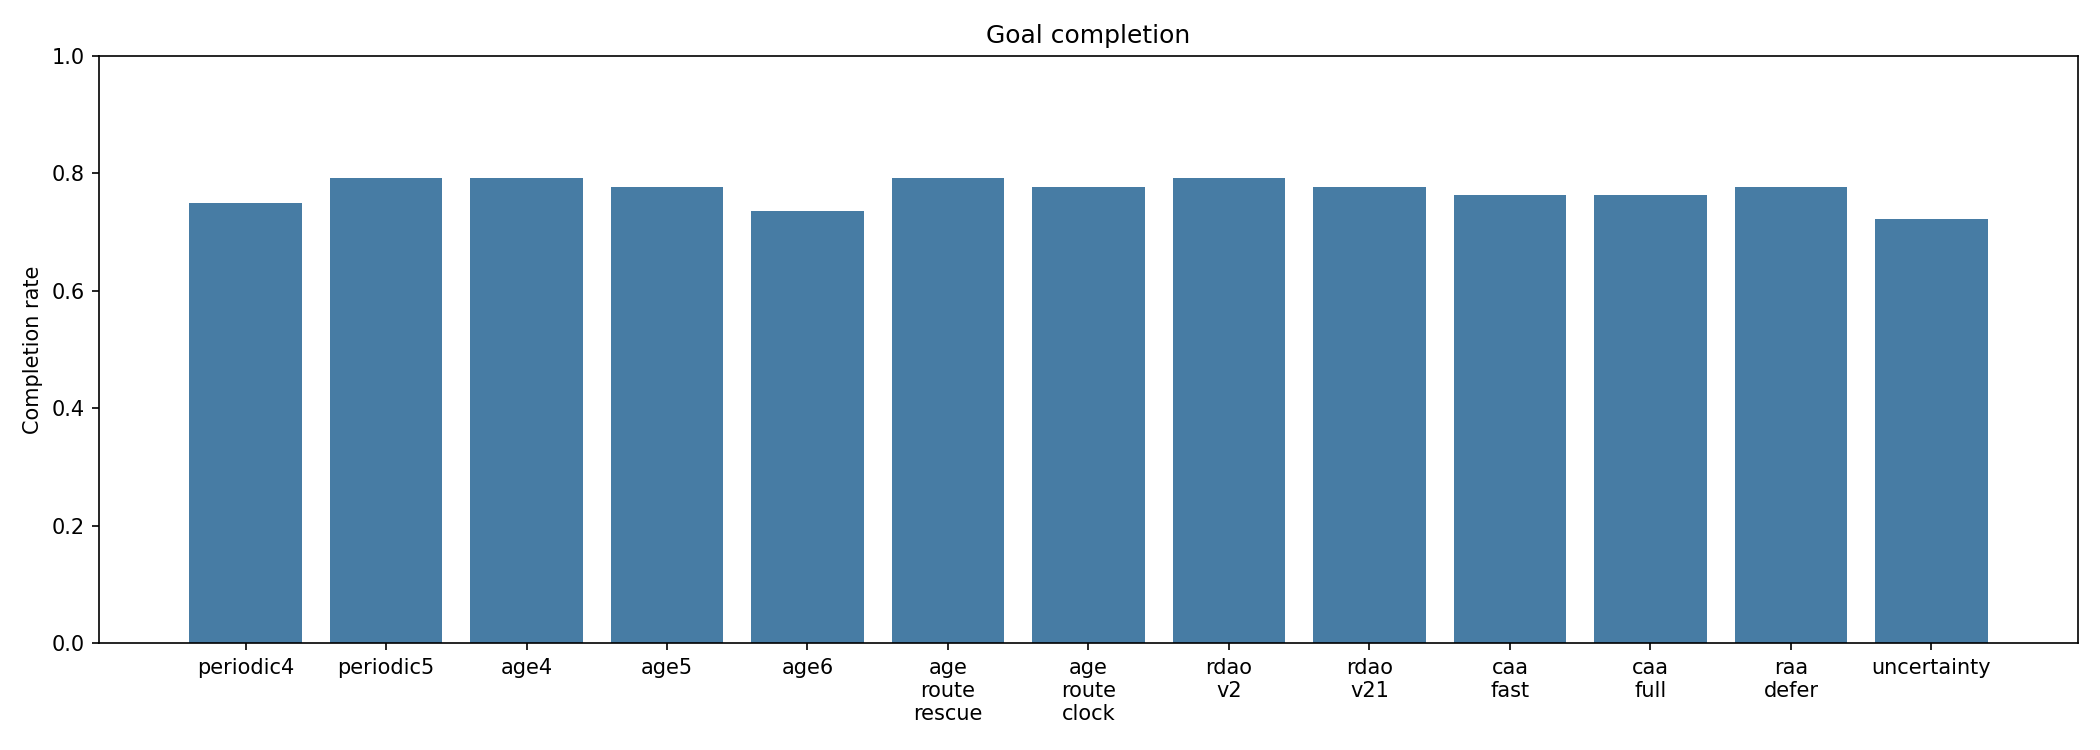 Goal completion
Completion rate
1.0
0.8
0.6
0.4
0.2
0.0
periodic4
periodic5
age4
age5
age6
age
route
rescue
age
route
clock
rdao
v2
rdao
v21
caa
fast
caa
full
raa
defer
uncertainty